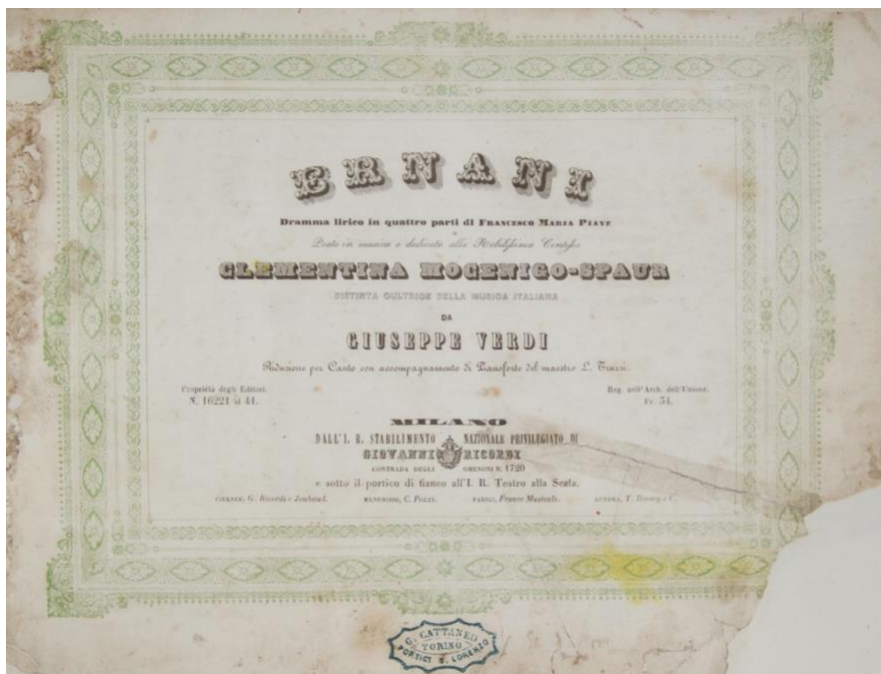 ERNANI
Dramma lirico in quattro parti di FRANCESCO MARIA PIAVE
Posto in musica e dedicato alla Nobilissima Contessa
CLEMENTINA MOCENIGO-SPAUR
DISTINTA CULTRICE DELLA MUSICA ITALIANA
DA
GIUSEPPE VERDI
Riduzione per Canto con accompagnamento di Pianoforte del maestro L. Truzzi
Proprietà degli Editori.
N. 16221 al 41.
Reg. nell'Arch. dell'Unione.
Fr. 34.
MILANO
DALL'I. R. STABILIMENTO NAZIONALE PRIVILEGIATO DI
GIOVANNI RICORDI
CONTRADA DEGLI OMENONI N. 1720
e sotto il portico di fianco all'I. R. Teatro alla Scala.
FIRENZE, G. Ricordi e Jouhaud. MENDRISIO, C. POZZI. PARIGI, France Musicale. LONDRA, T. Boosey e C.
G. CATTANEO
TORINO
PORTICI S. LORENZO